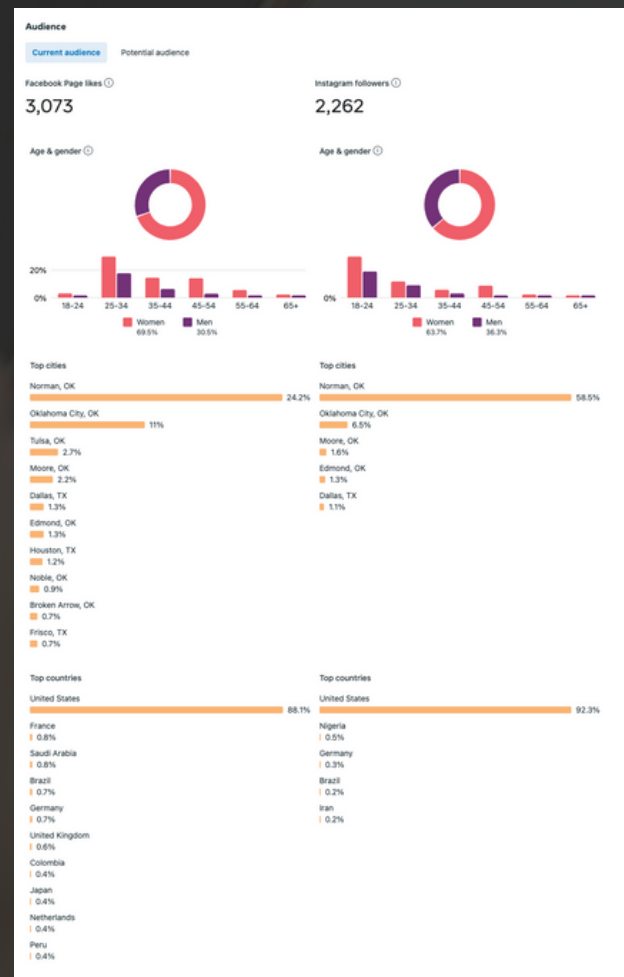 Audience
Current audience Potential audience
Facebook Page likes
3,073
Instagram followers
2,262
Age & gender
20%
0%
18-24 25-34 35-44 45-54 55-64 65+
Women
69.5%
Men
30.5%
Age & gender
0%
18-24 25-34 35-44 45-54 55-64 65+
Women
63.7%
Men
36.3%
Top cities
Norman, OK
24.2%
Oklahoma City, OK
11%
Tulsa, OK
2.7%
Moore, OK
2.2%
Dallas, TX
1.3%
Edmond, OK
1.3%
Houston, TX
1.2%
Noble, OK
0.9%
Broken Arrow, OK
0.7%
Frisco, TX
0.7%
Top cities
Norman, OK
58.5%
Oklahoma City, OK
6.5%
Moore, OK
1.6%
Edmond, OK
1.3%
Dallas, TX
1.1%
Top countries
United States
88.1%
France
0.8%
Saudi Arabia
0.8%
Brazil
0.7%
Germany
0.7%
United Kingdom
0.6%
Colombia
0.4%
Japan
0.4%
Netherlands
0.4%
Peru
0.4%
Top countries
United States
92.3%
Nigeria
0.5%
Germany
0.3%
Brazil
0.2%
Iran
0.2%